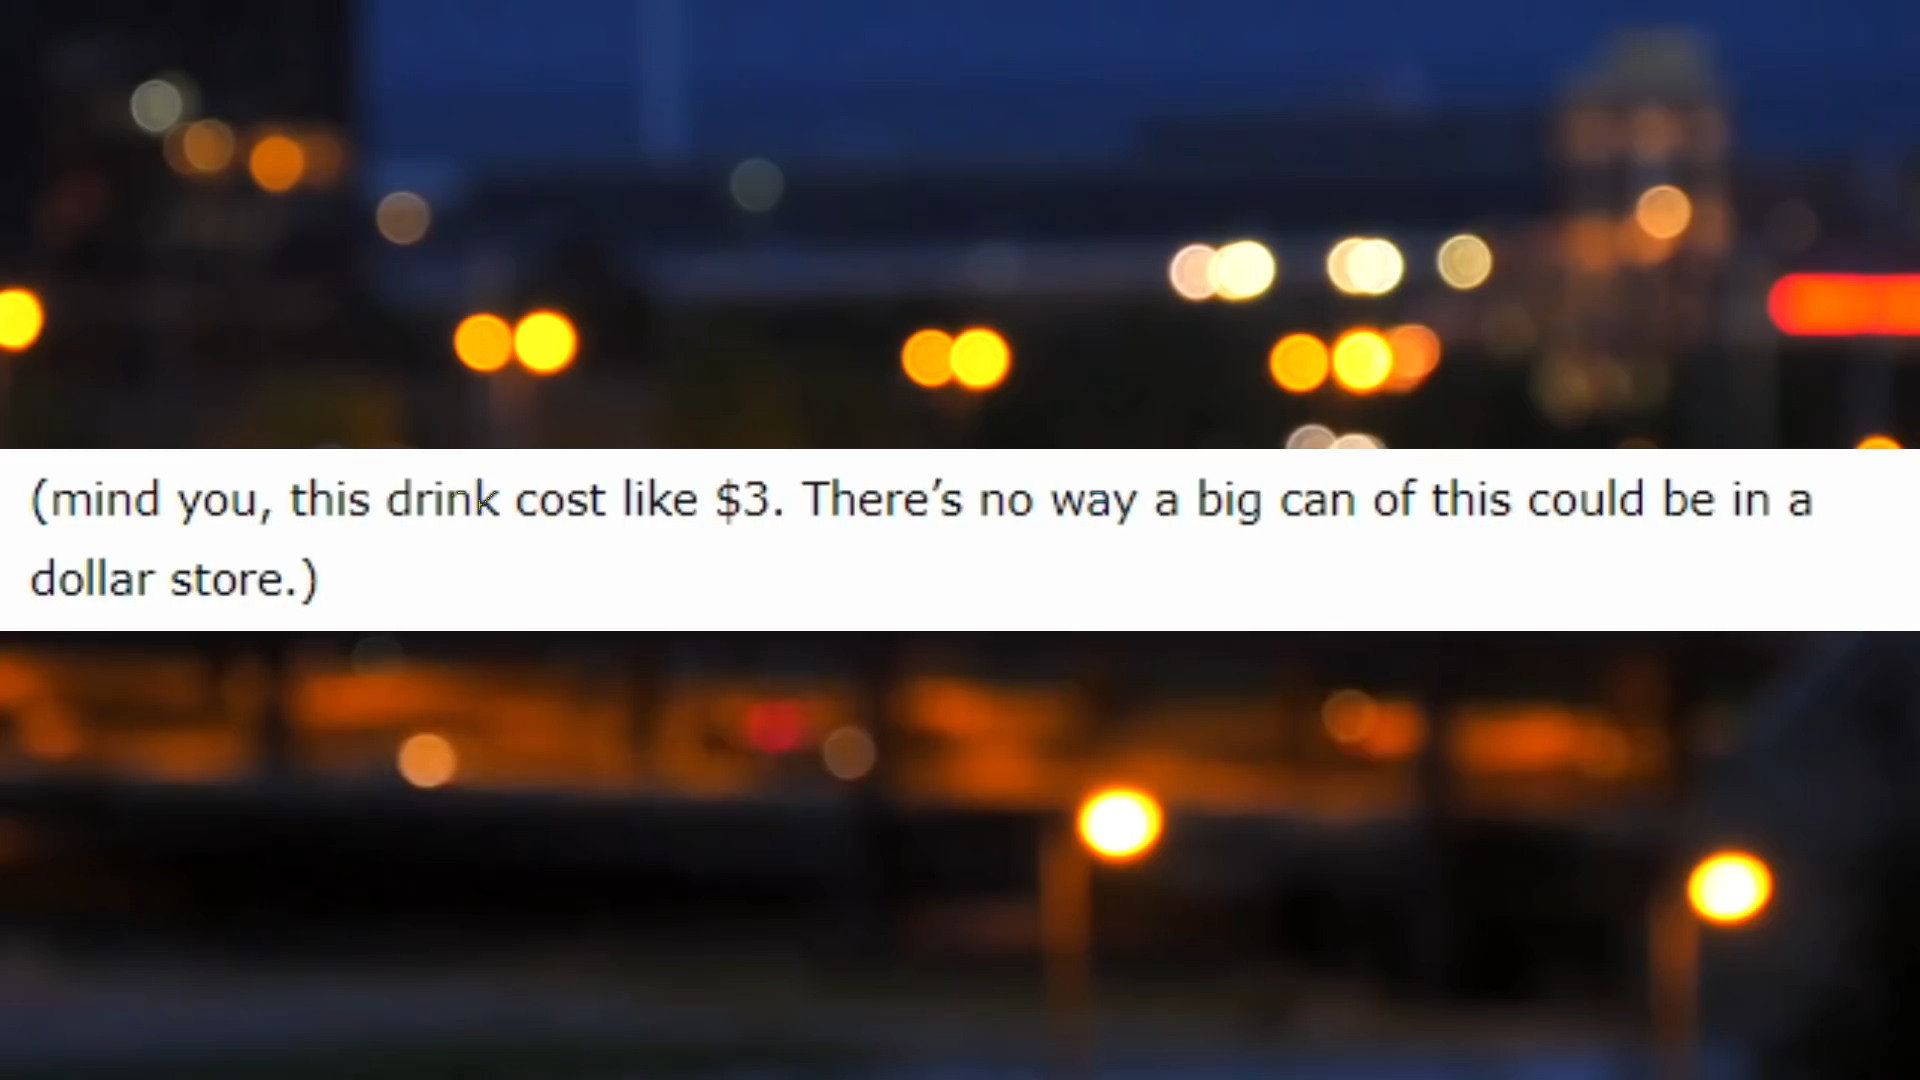 (mind you, this drink cost like $3. There’s no way a big can of this could be in a
dollar store.)